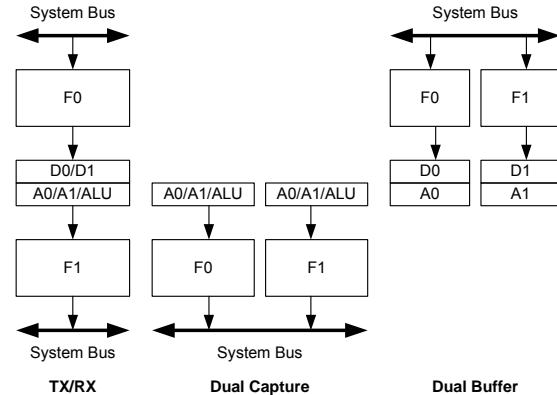 System Bus
System Bus
F0
F0
F1
D0/D1
A0/A1/ALU
A0/A1/ALU
A0/A1/ALU
D0
A0
D1
A1
F1
F0
F1
System Bus
System Bus
TX/RX
Dual Capture
Dual Buffer